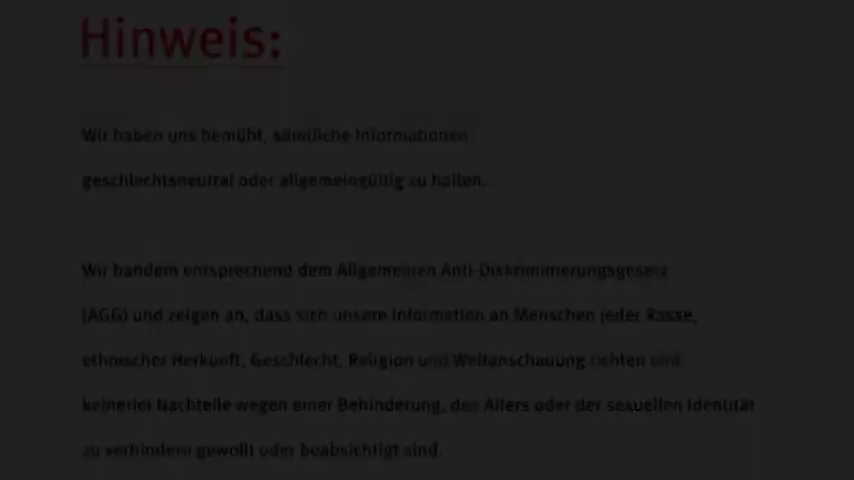 Hinweis:
Wir haben uns bemüht, sämtliche Informationen
geschlechtsneutral oder allgemeingültig zu halten.
Wir handeln entsprechend dem Allgemeinen Anti-Diskriminierungsgesetz
(AGG) und zeigen an, dass sich unsere Information an Menschen jeder Rasse,
ethnischer Herkunft, Geschlecht, Religion und Weltanschauung richten und
keinerlei Nachteile wegen einer Behinderung, des Alters oder der sexuellen Identität
zu verhindern gewollt oder beabsichtigt sind.